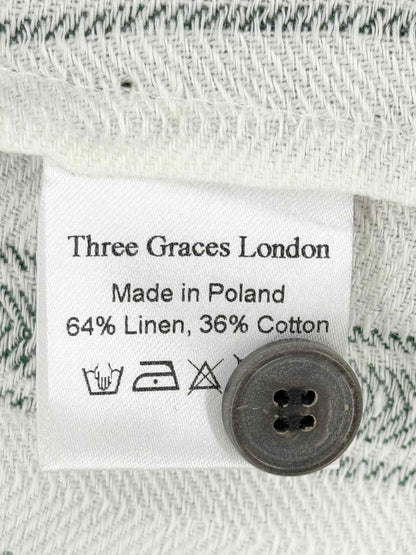 Three Graces London
Made in Poland
64% Linen, 36% Cotton